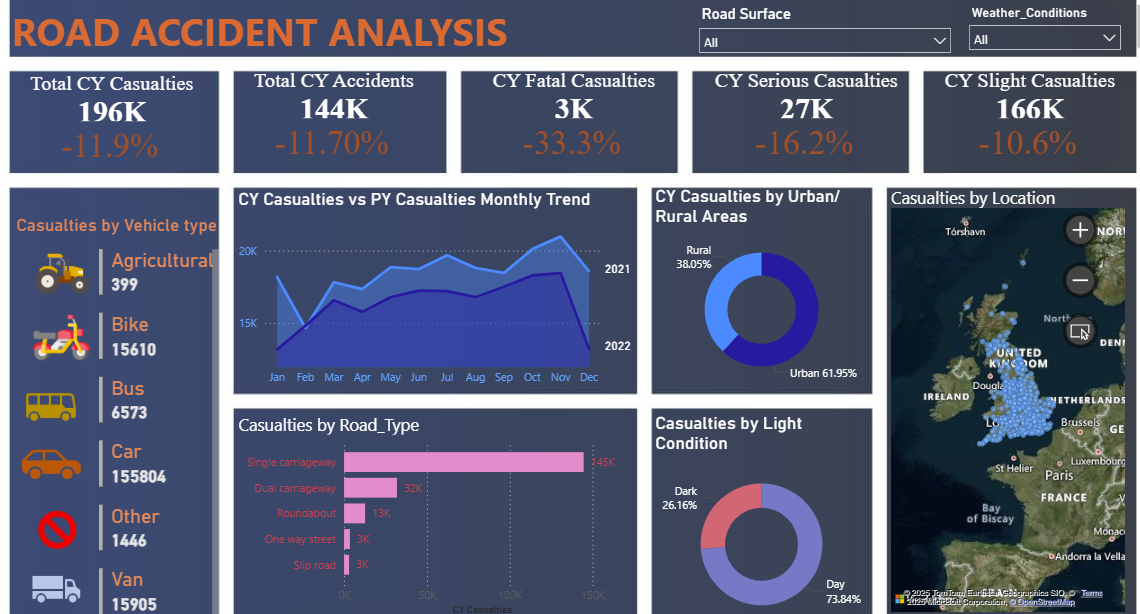 ROAD ACCIDENT ANALYSIS
Road Surface
All
Weather_Conditions
All
Total CY Casualties
196K
-11.9%
Total CY Accidents
144K
-11.70%
CY Fatal Casualties
3K
-33.3%
CY Serious Casualties
27K
-16.2%
CY Slight Casualties
166K
-10.6%
Casualties by Vehicle type
Agricultural
399
Bike
15610
Bus
6573
Car
155804
Other
1446
Van
15905
CY Casualties vs PY Casualties Monthly Trend
20K
15K
2021
2022
Jan Feb Mar Apr May Jun Jul Aug Sep Oct Nov Dec
Casualties by Road_Type
Single carriageway 145K
Dual carriageway 32K
Roundabout 13K
One way street 3K
Slip road 3K
0K 50K 100K 150K
CY Casualties
CY Casualties by Urban/
Rural Areas
Rural
38.05%
Urban 61.95%
Casualties by Light
Condition
Dark
26.16%
Day
73.84%
Casualties by Location
Tórshavn
NOR
North
UNITED
KINGDOM
DEN
Dougla
IRELAND
NETHERLANDS
Lo
Brussels
GE
St Helier
Luxembourg
Paris
FRANCE
Bay
of Biscay
Monac
Andorra la Vella
© 2025 TomTom, Earthstar Geographics SIO, © Terms
2025 Microsoft Corporation, © OpenStreetMap